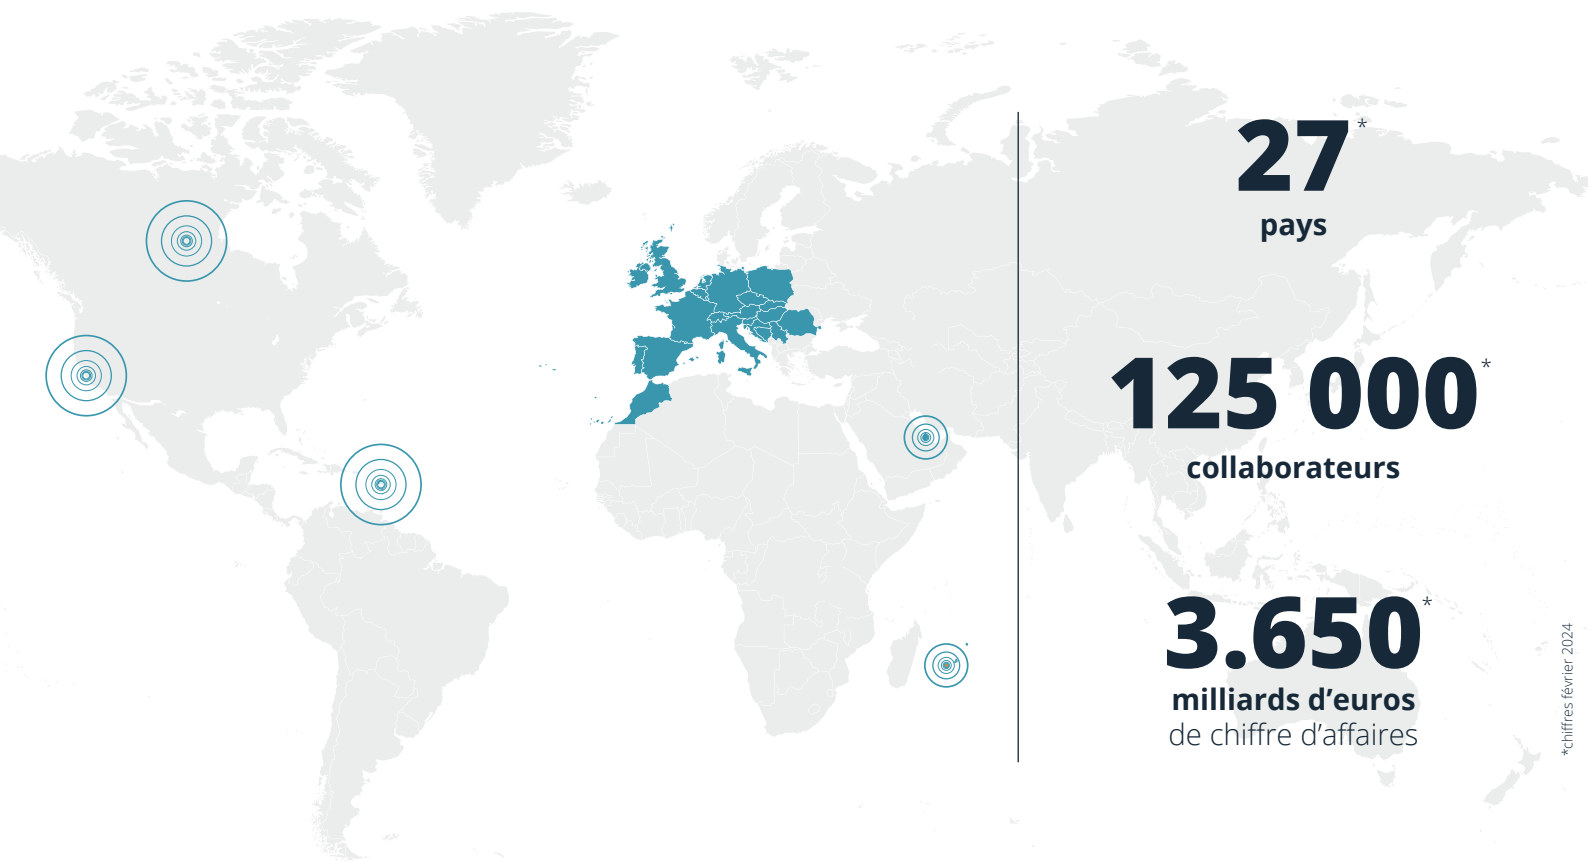 27*
pays
125 000*
collaborateurs
3.650*
milliards d’euros
de chiffre d’affaires
*chiffres février 2024